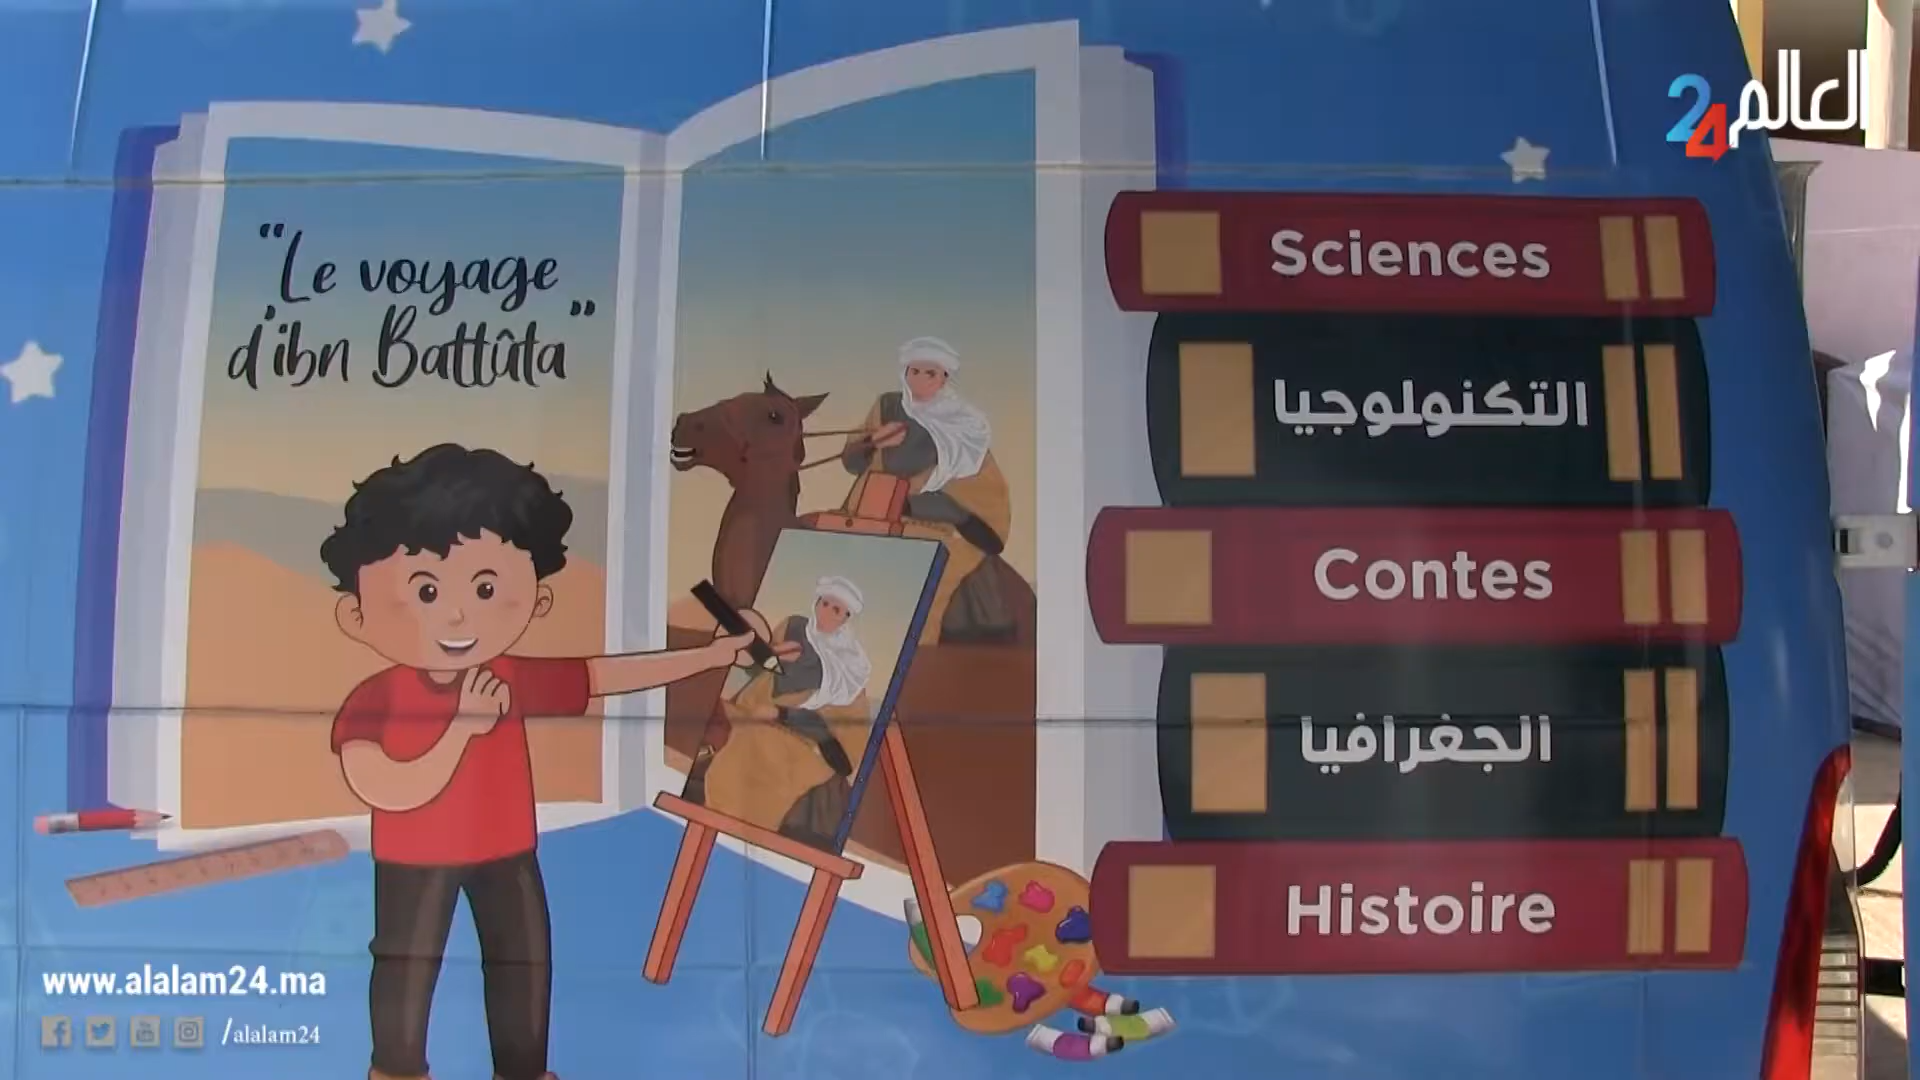 العالم 24
"Le voyage
d'ibn Battûta"
Sciences
التكنولوجيا
Contes
الجغرافيا
Histoire
www.alalam24.ma
/alalam24